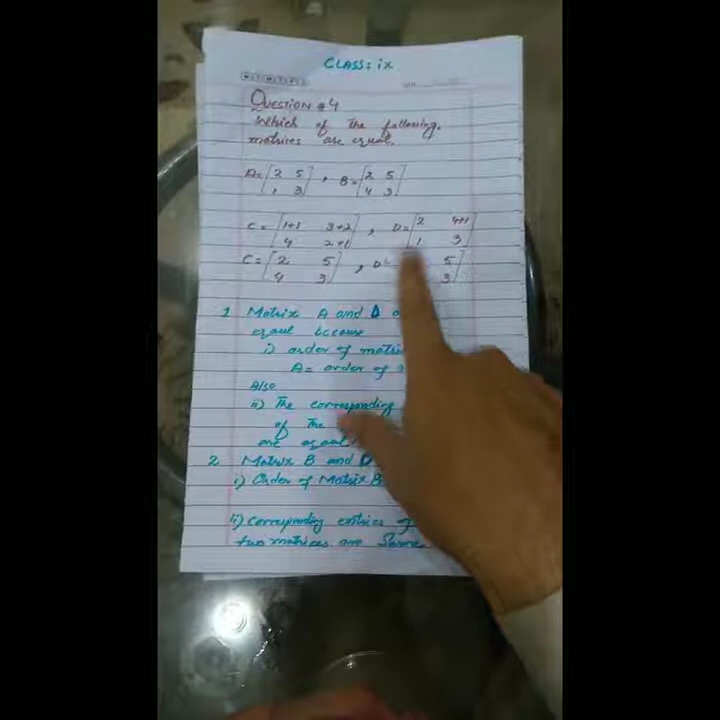 CLASS: ix
QUESTION #4
Which of the following.
matrices are equal.
A=[2 5 , B=[2 5
1 3] 4 3]
C = [1+1 3+2 , D=[2 4+1
4 2+1] 1 3]
C = [2 5 , D 5
4 3] 3]
1 Matrix A and D
equal because
i) order of
A= order of
Also
ii) The corresponding
of the
are equal
2 Matrix B and
i) Order of Matrix B
ii) Corresponding entries of
two matrices are Same